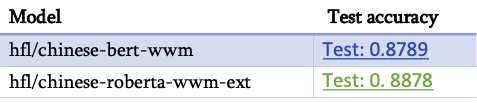 Model Test accuracy
hfl/chinese-bert-wwm Test: 0.8789
hfl/chinese-roberta-wwm-ext Test: 0. 8878